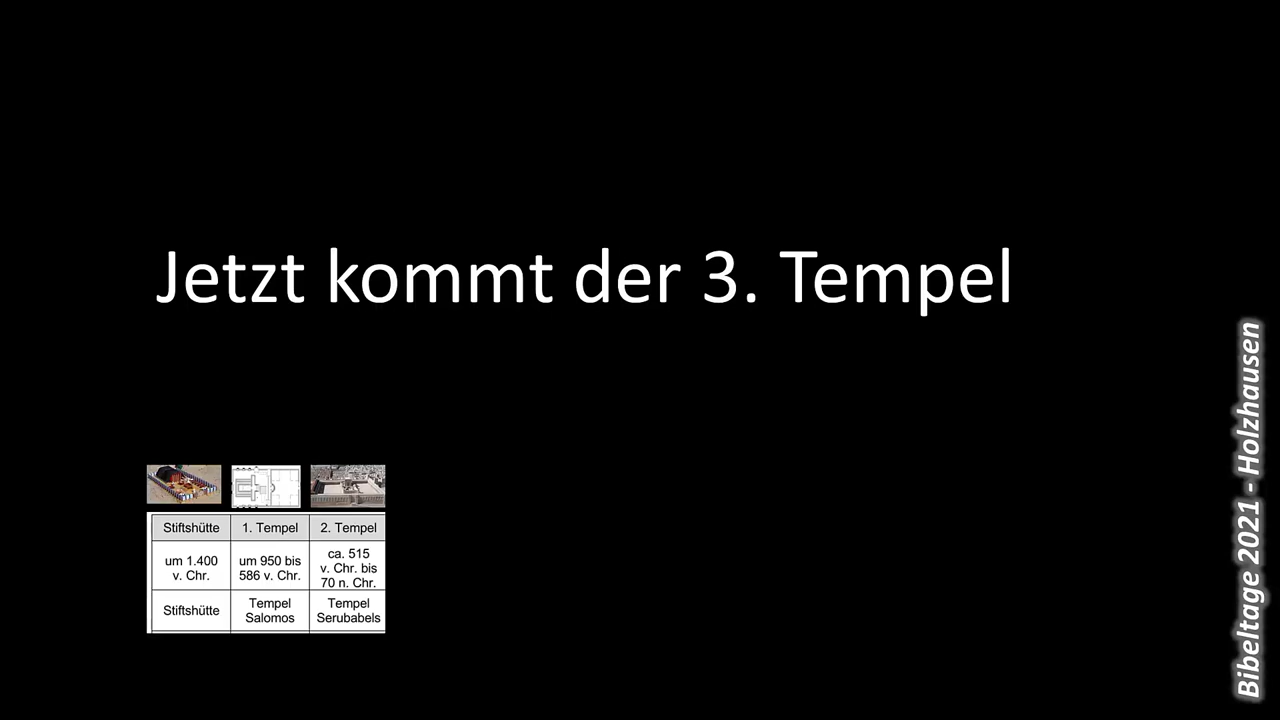 Jetzt kommt der 3. Tempel
Stiftshütte 1. Tempel 2. Tempel
um 1.400
v. Chr.
um 950 bis
586 v. Chr.
ca. 515
v. Chr. bis
70 n. Chr.
Stiftshütte
Tempel
Salomos
Tempel
Serubabels
Bibeltage 2021 - Holzhausen